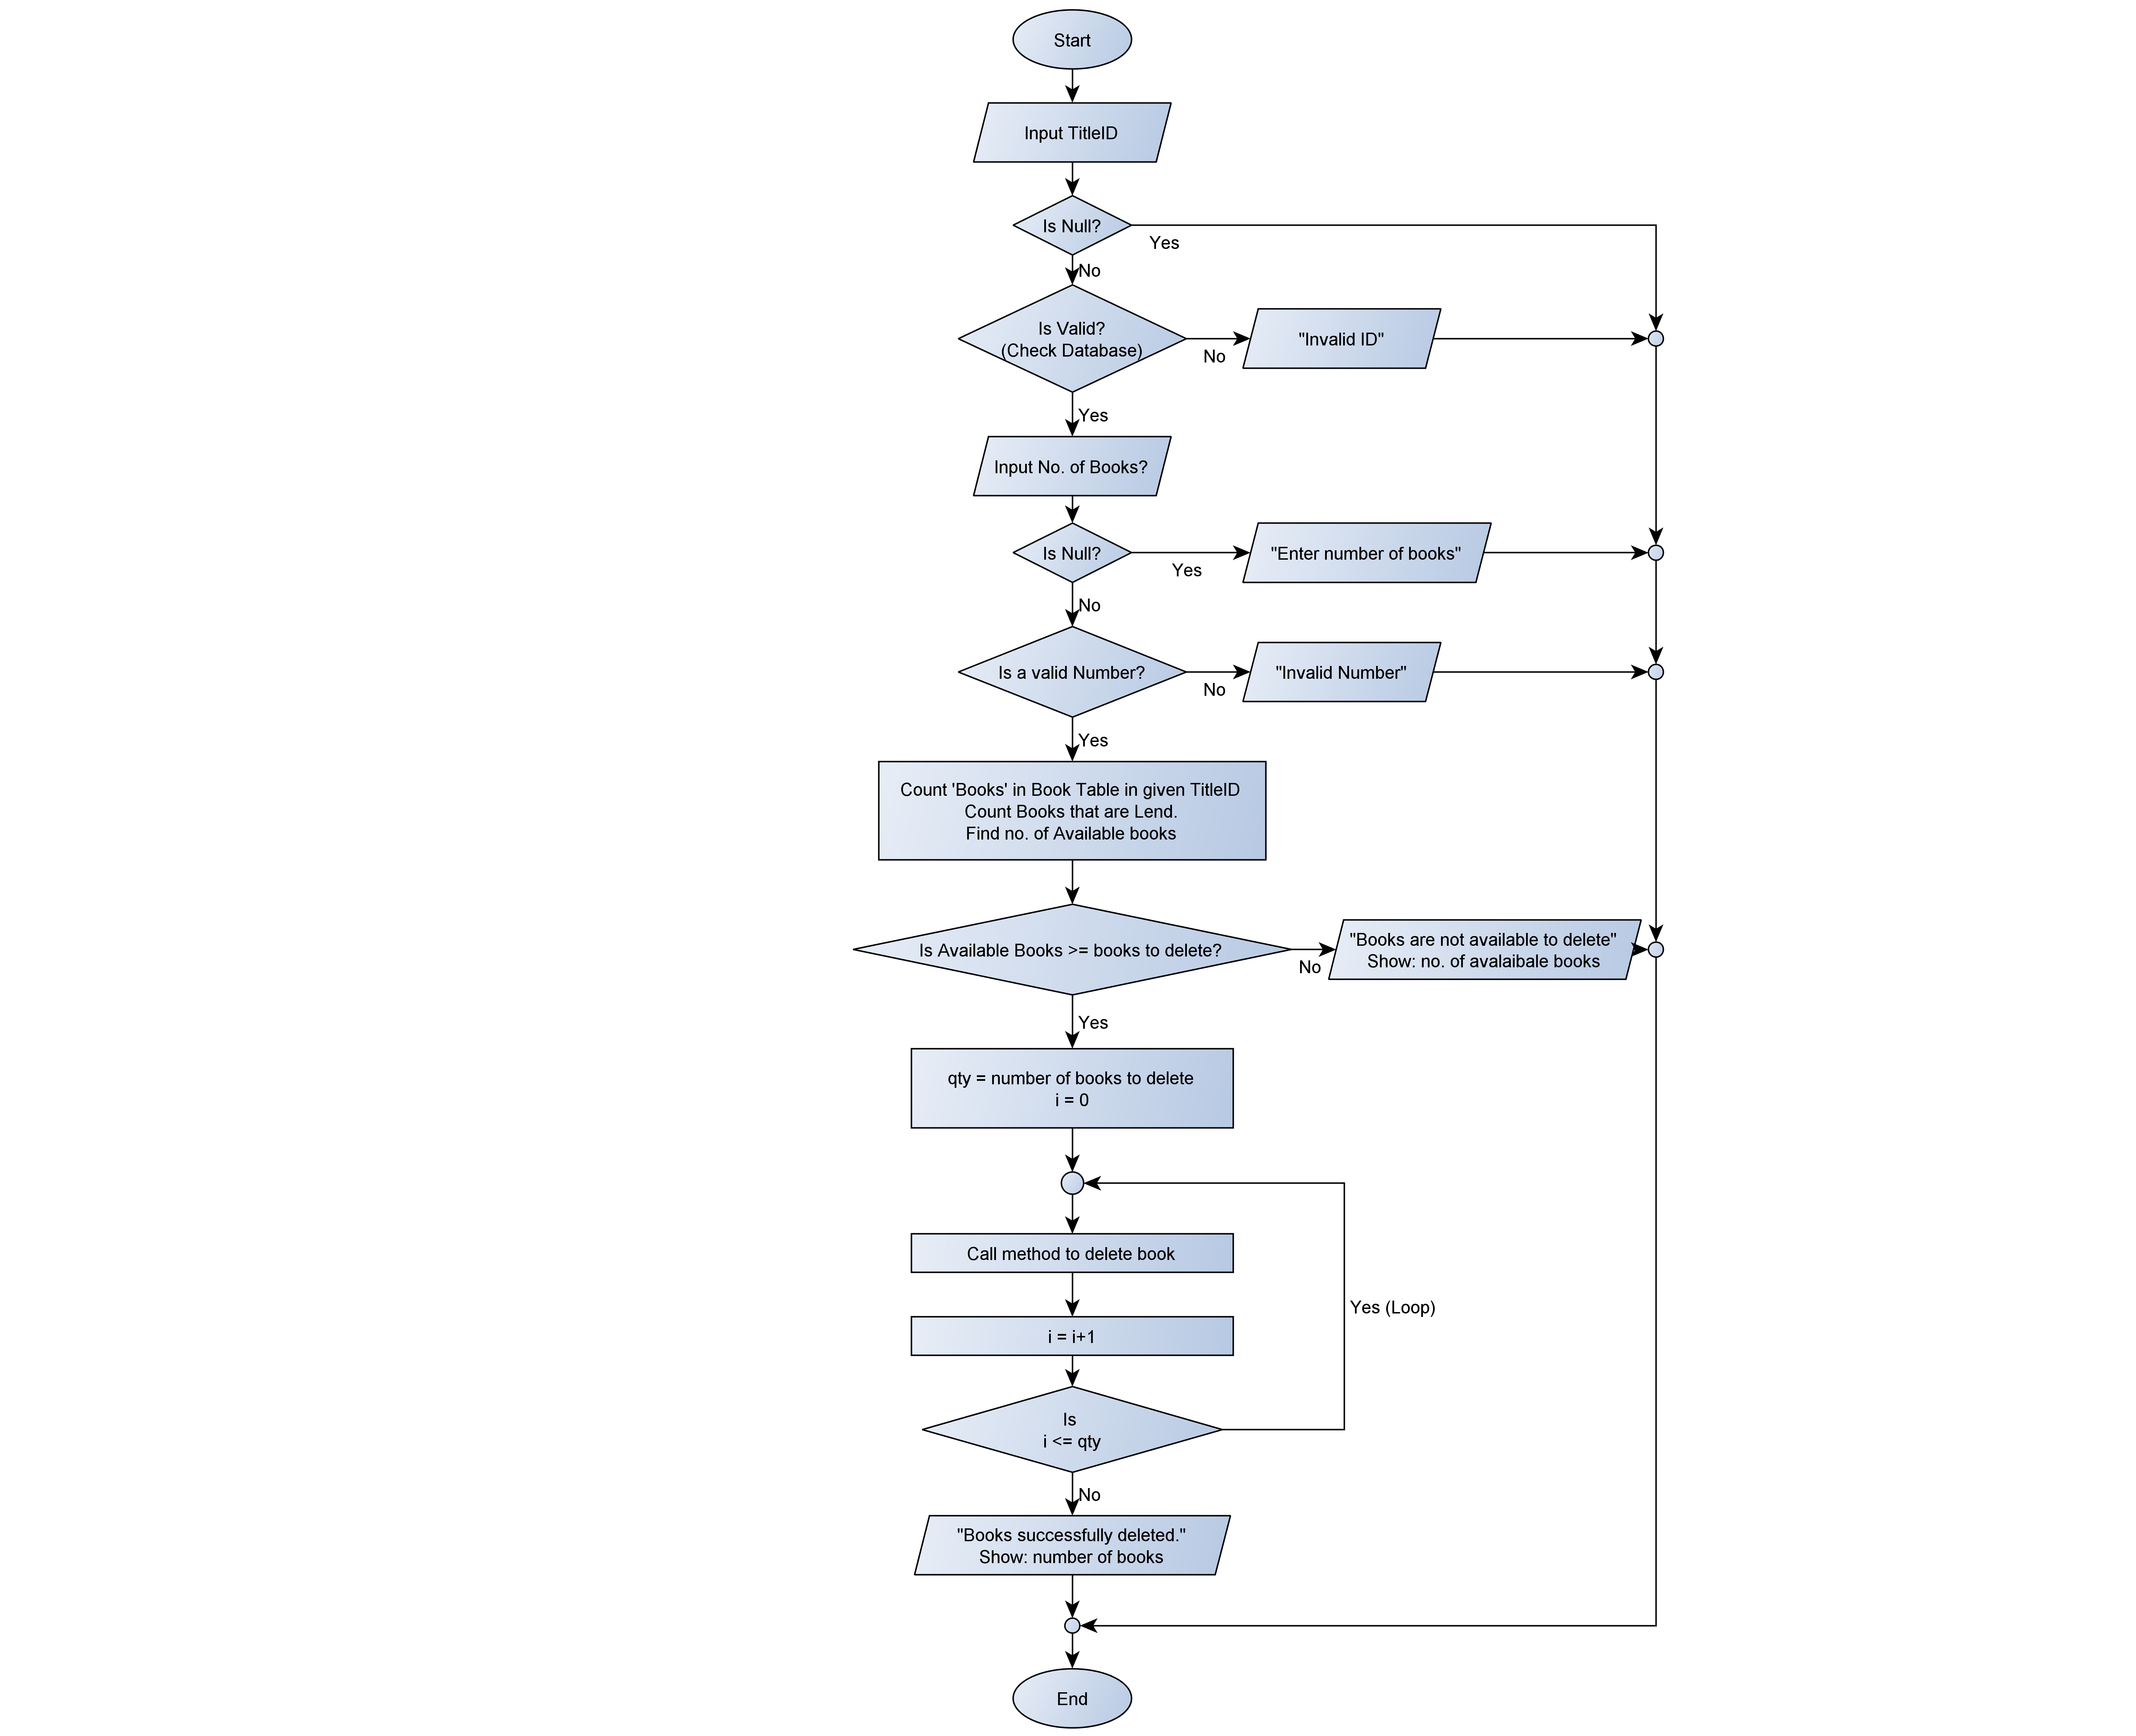 Start
Input TitleID
Is Null?
Yes
No
Is Valid?
(Check Database)
No
"Invalid ID"
Yes
Input No. of Books?
Is Null?
Yes
"Enter number of books"
No
Is a valid Number?
No
"Invalid Number"
Yes
Count 'Books' in Book Table in given TitleID
Count Books that are Lend.
Find no. of Available books
Is Available Books >= books to delete?
No
"Books are not available to delete"
Show: no. of avalaibale books
Yes
qty = number of books to delete
i = 0
Call method to delete book
Yes (Loop)
i = i+1
Is
i <= qty
No
"Books successfully deleted."
Show: number of books
End